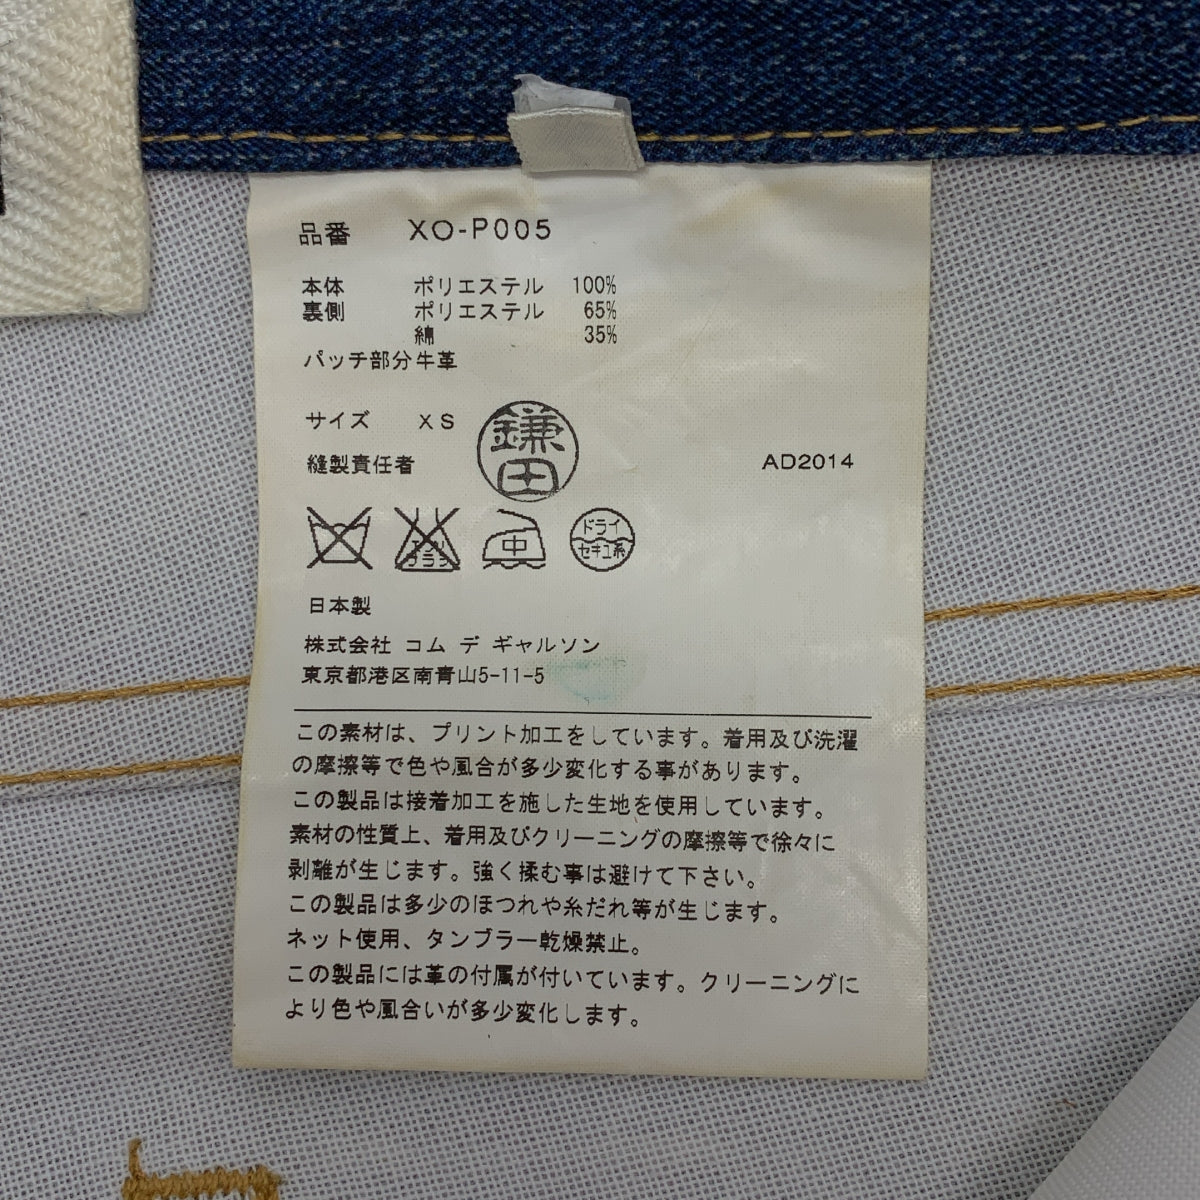 品番 XO-P005
本体 ポリエステル 100%
裏側 ポリエステル 65%
綿 35%
パッチ部分牛革
サイズ XS
鎌田
縫製責任者
AD2014
エンソ
ブラシ
中
ドライ
セキユ系
日本製
株式会社 コム デ ギャルソン
東京都港区南青山5-11-5
この素材は、プリント加工をしています。着用及び洗濯
の摩擦等で色や風合が多少変化する事があります。
この製品は接着加工を施した生地を使用しています。
素材の性質上、着用及びクリーニングの摩擦等で徐々に
剥離が生じます。強く揉む事は避けて下さい。
この製品は多少のほつれや糸だれ等が生じます。
ネット使用、タンブラー乾燥禁止。
この製品には革の付属が付いています。クリーニングに
より色や風合いが多少変化します。